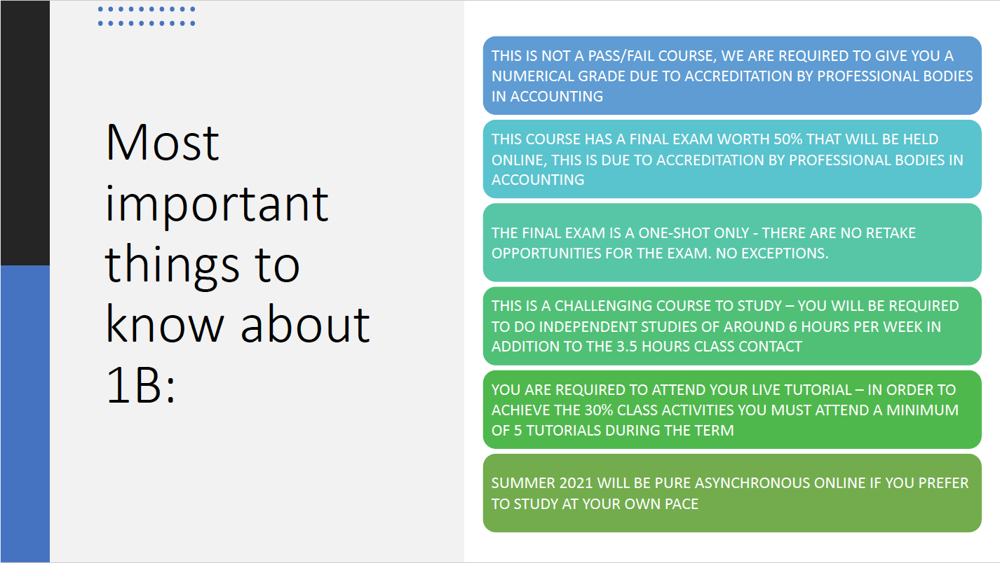 Most
important
things to
know about
1B:
THIS IS NOT A PASS/FAIL COURSE, WE ARE REQUIRED TO GIVE YOU A
NUMERICAL GRADE DUE TO ACCREDITATION BY PROFESSIONAL BODIES
IN ACCOUNTING
THIS COURSE HAS A FINAL EXAM WORTH 50% THAT WILL BE HELD
ONLINE, THIS IS DUE TO ACCREDITATION BY PROFESSIONAL BODIES IN
ACCOUNTING
THE FINAL EXAM IS A ONE-SHOT ONLY - THERE ARE NO RETAKE
OPPORTUNITIES FOR THE EXAM. NO EXCEPTIONS.
THIS IS A CHALLENGING COURSE TO STUDY – YOU WILL BE REQUIRED
TO DO INDEPENDENT STUDIES OF AROUND 6 HOURS PER WEEK IN
ADDITION TO THE 3.5 HOURS CLASS CONTACT
YOU ARE REQUIRED TO ATTEND YOUR LIVE TUTORIAL – IN ORDER TO
ACHIEVE THE 30% CLASS ACTIVITIES YOU MUST ATTEND A MINIMUM
OF 5 TUTORIALS DURING THE TERM
SUMMER 2021 WILL BE PURE ASYNCHRONOUS ONLINE IF YOU PREFER
TO STUDY AT YOUR OWN PACE